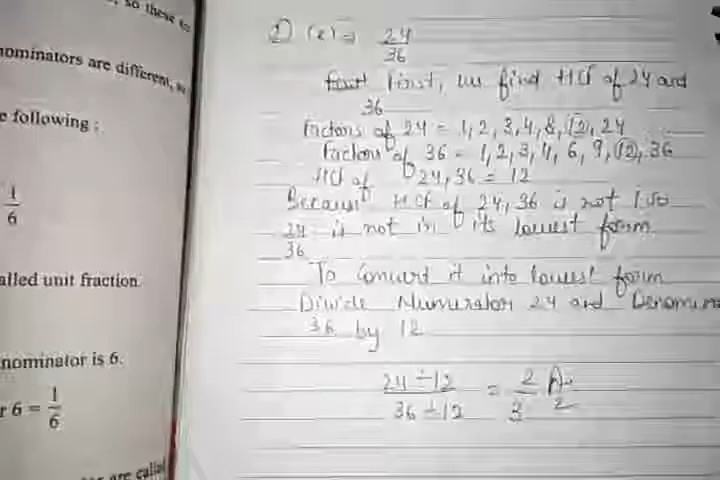 so these
nominators are different,
e following :
1
6
alled unit fraction.
nominator is 6.
r 6 = 1/6
are called
2) (e) = 24/36
First, we find HCF of 24 and
36
Factors of 24 = 1, 2, 3, 4, 8, 12, 24
Factors of 36 = 1, 2, 3, 4, 6, 9, 12, 36
HCF of 24, 36 = 12
Because HCF of 24, 36 is not 1 so
24/36 is not in its lowest form
To convert it into lowest form
Divide Numerator 24 and Denomin
36 by 12
24 ÷ 12 / 36 ÷ 12 = 2/3